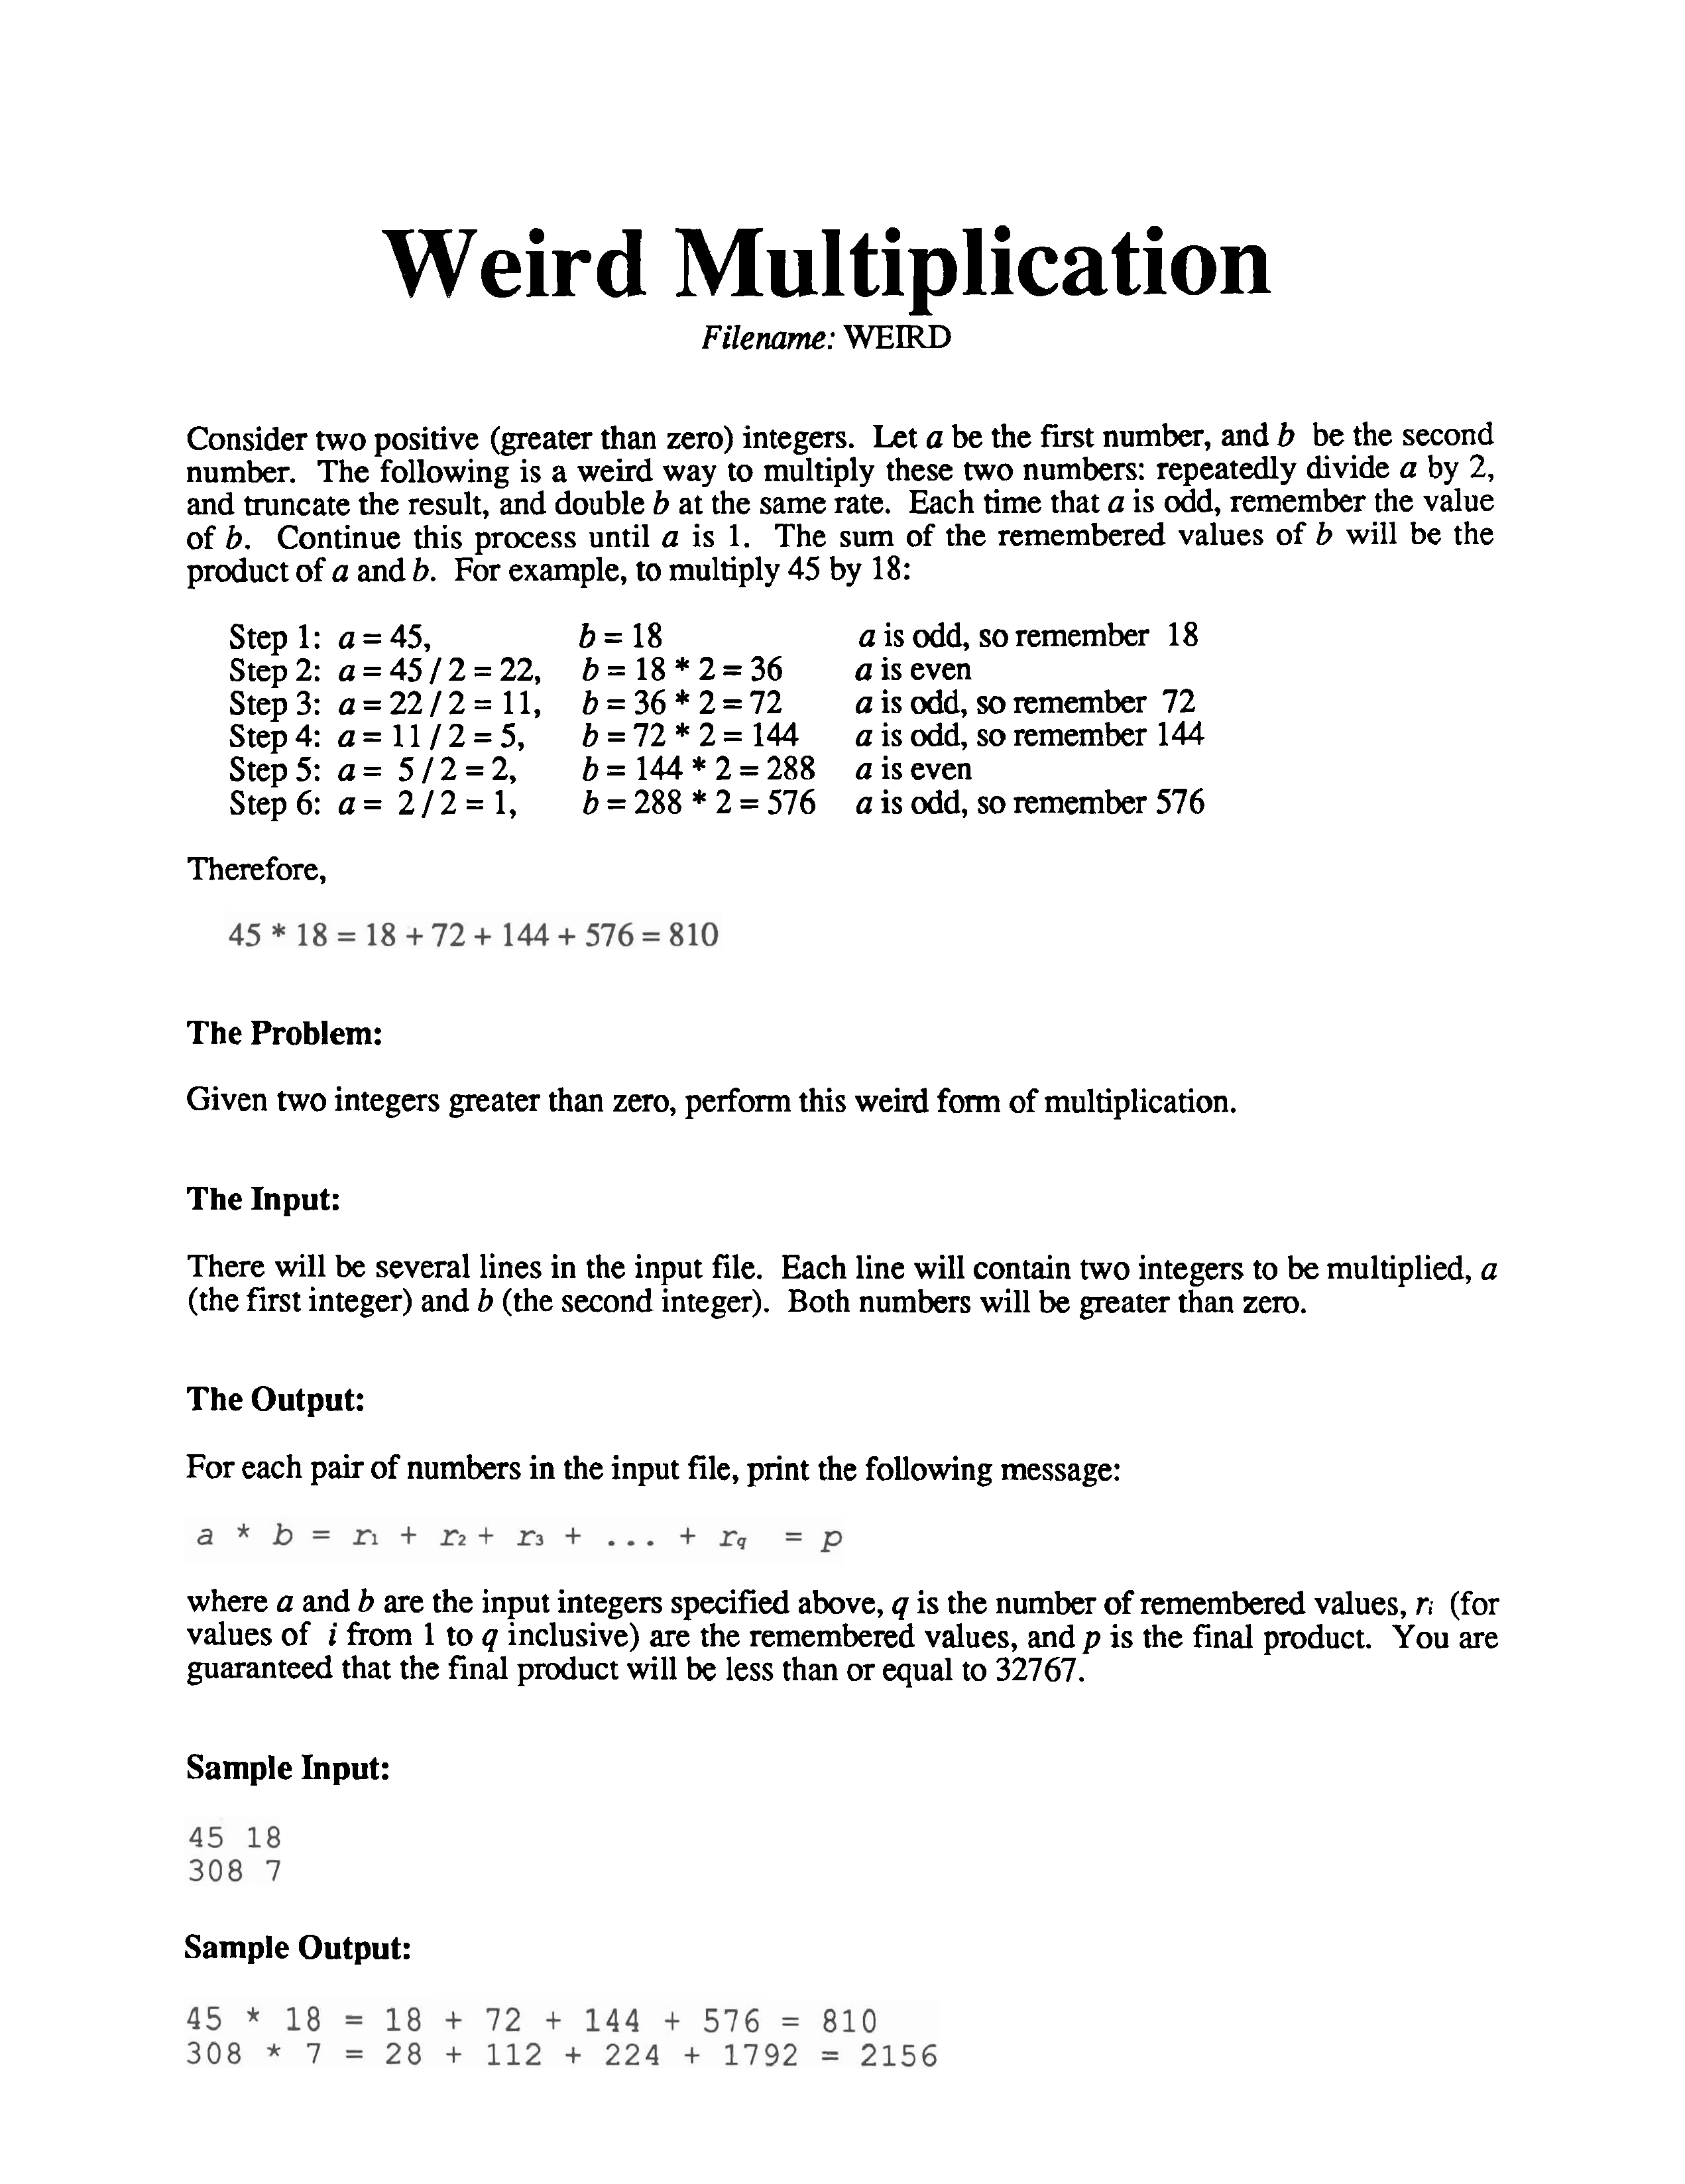 Weird Multiplication
Filename: WEIRD
Consider two positive (greater than zero) integers. Let a be the first number, and b be the second
number. The following is a weird way to multiply these two numbers: repeatedly divide a by 2,
and truncate the result, and double b at the same rate. Each time that a is odd, remember the value
of b. Continue this process until a is 1. The sum of the remembered values of b will be the
product of a and b. For example, to multiply 45 by 18:
Step 1: a = 45, b = 18 a is odd, so remember 18
Step 2: a = 45 / 2 = 22, b = 18 * 2 = 36 a is even
Step 3: a = 22 / 2 = 11, b = 36 * 2 = 72 a is odd, so remember 72
Step 4: a = 11 / 2 = 5, b = 72 * 2 = 144 a is odd, so remember 144
Step 5: a = 5 / 2 = 2, b = 144 * 2 = 288 a is even
Step 6: a = 2 / 2 = 1, b = 288 * 2 = 576 a is odd, so remember 576
Therefore,
45 * 18 = 18 + 72 + 144 + 576 = 810
The Problem:
Given two integers greater than zero, perform this weird form of multiplication.
The Input:
There will be several lines in the input file. Each line will contain two integers to be multiplied, a
(the first integer) and b (the second integer). Both numbers will be greater than zero.
The Output:
For each pair of numbers in the input file, print the following message:
a * b = r₁ + r₂ + r₃ + ... + r_q = p
where a and b are the input integers specified above, q is the number of remembered values, rᵢ (for
values of i from 1 to q inclusive) are the remembered values, and p is the final product. You are
guaranteed that the final product will be less than or equal to 32767.
Sample Input:
45 18
308 7
Sample Output:
45 * 18 = 18 + 72 + 144 + 576 = 810
308 * 7 = 28 + 112 + 224 + 1792 = 2156